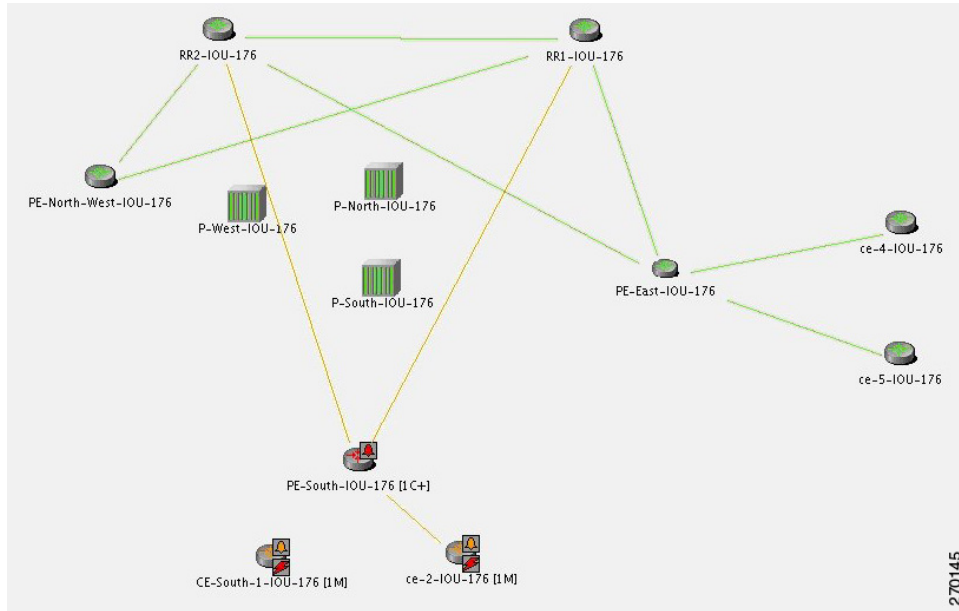 RR2-IOU-176
RR1-IOU-176
PE-North-West-IOU-176
P-West-IOU-176
P-North-IOU-176
P-South-IOU-176
ce-4-IOU-176
PE-East-IOU-176
ce-5-IOU-176
PE-South-IOU-176 [1C+]
CE-South-1-IOU-176 [1M]
ce-2-IOU-176 [1M]
270145